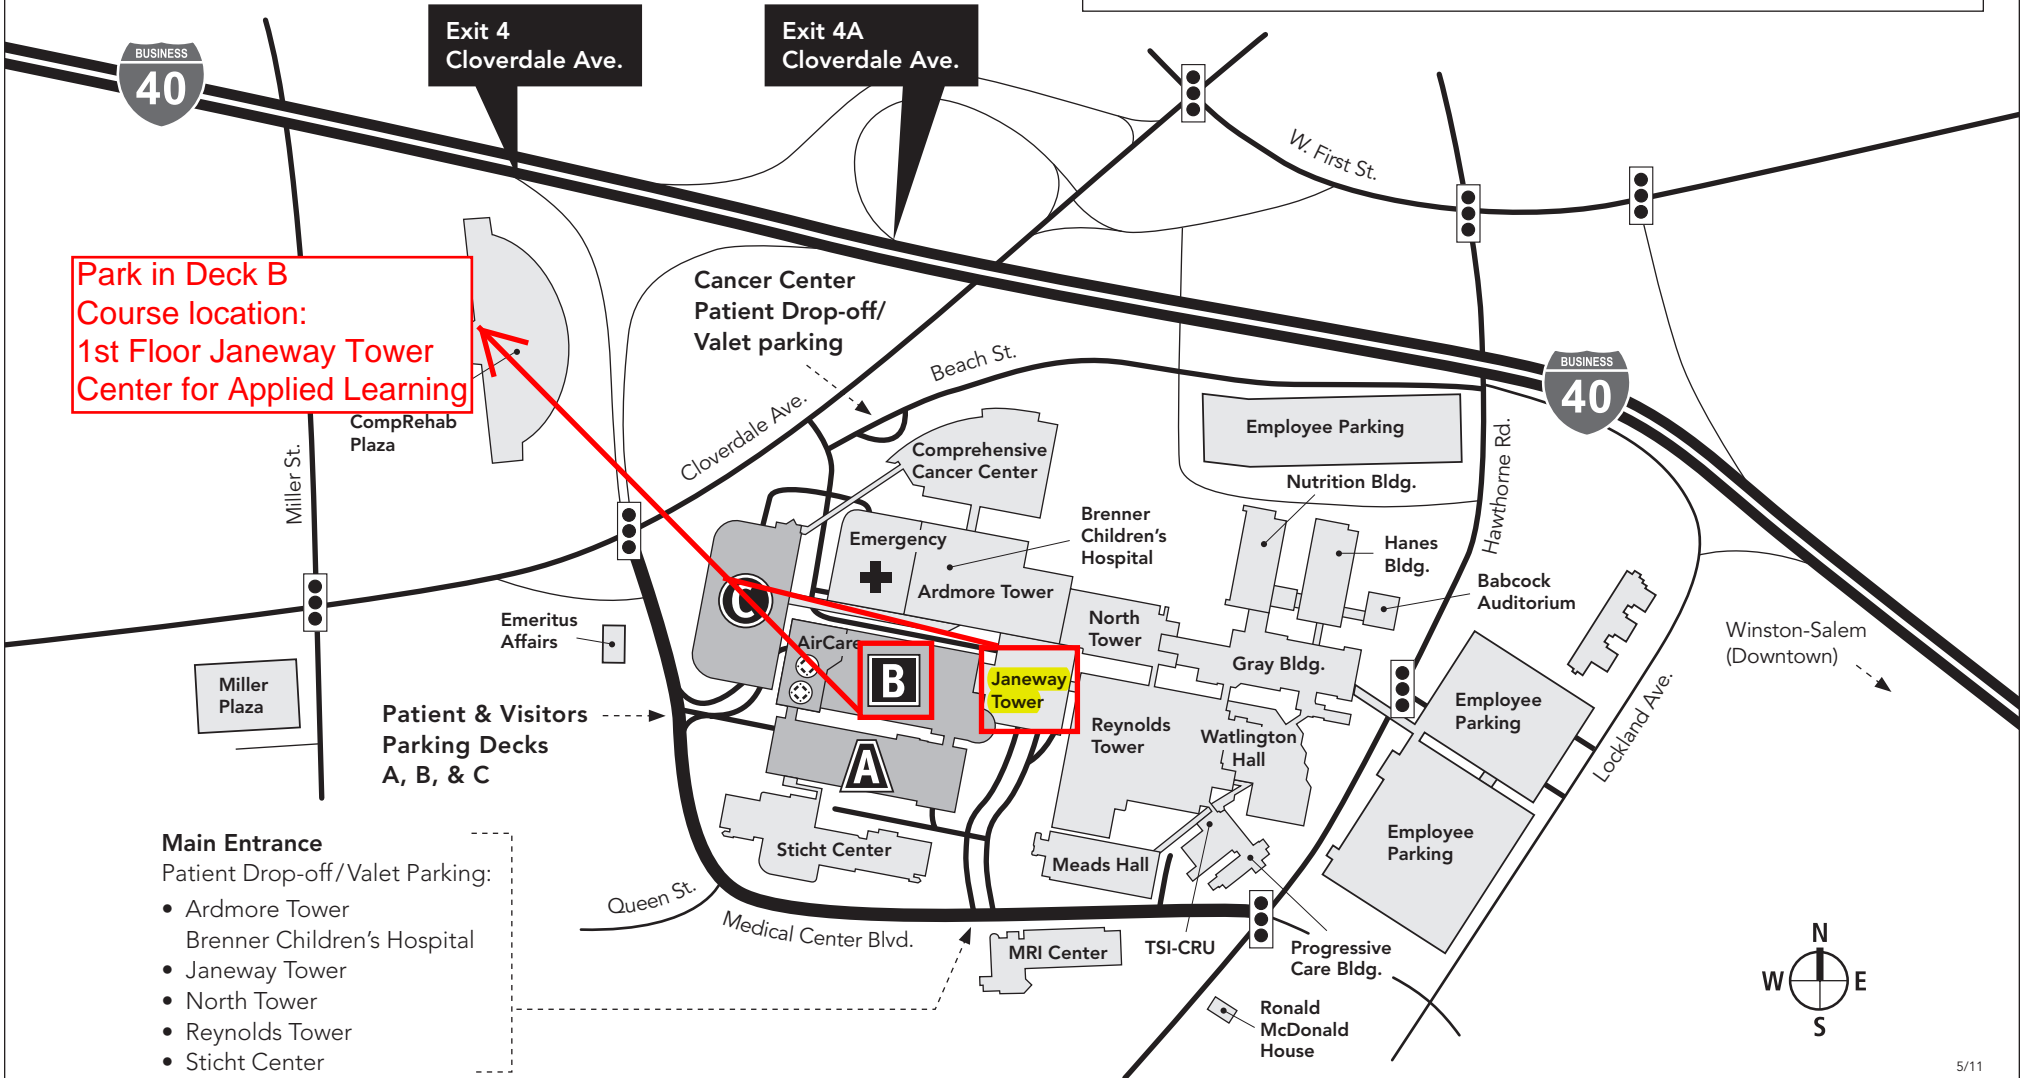 Exit 4
Cloverdale Ave.
Exit 4A
Cloverdale Ave.
BUSINESS
40
W. First St.
Park in Deck B
Course location:
1st Floor Janeway Tower
Center for Applied Learning
CompRehab
Plaza
Cancer Center
Patient Drop-off/
Valet parking
Beach St.
Cloverdale Ave.
Miller St.
BUSINESS
40
Employee Parking
Hawthorne Rd.
Comprehensive
Cancer Center
Nutrition Bldg.
Brenner
Children's
Hospital
Hanes
Bldg.
Babcock
Auditorium
Emergency
Ardmore Tower
C
North
Tower
Emeritus
Affairs
AirCare
B
Janeway
Tower
Gray Bldg.
Winston-Salem
(Downtown)
Miller
Plaza
Patient & Visitors
Parking Decks
A, B, & C
A
Reynolds
Tower
Watlington
Hall
Employee
Parking
Lockland Ave.
Employee
Parking
Sticht Center
Meads Hall
Queen St.
Medical Center Blvd.
MRI Center
TSI-CRU
Progressive
Care Bldg.
Ronald
McDonald
House
Main Entrance
Patient Drop-off/Valet Parking:
• Ardmore Tower
Brenner Children's Hospital
• Janeway Tower
• North Tower
• Reynolds Tower
• Sticht Center
N
W E
S
5/11